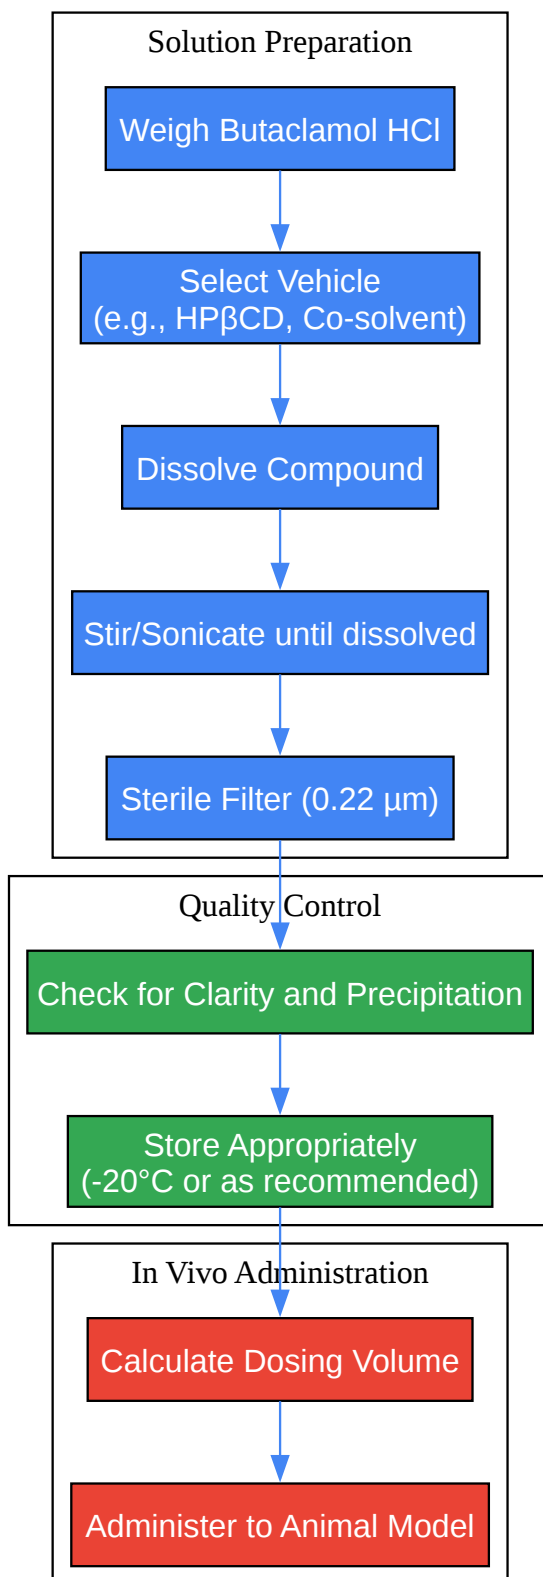 Solution Preparation
Weigh Butaclamol HCl
Select Vehicle
(e.g., HPβCD, Co-solvent)
Dissolve Compound
Stir/Sonicate until dissolved
Sterile Filter (0.22 µm)
Quality Control
Check for Clarity and Precipitation
Store Appropriately
(-20°C or as recommended)
In Vivo Administration
Calculate Dosing Volume
Administer to Animal Model